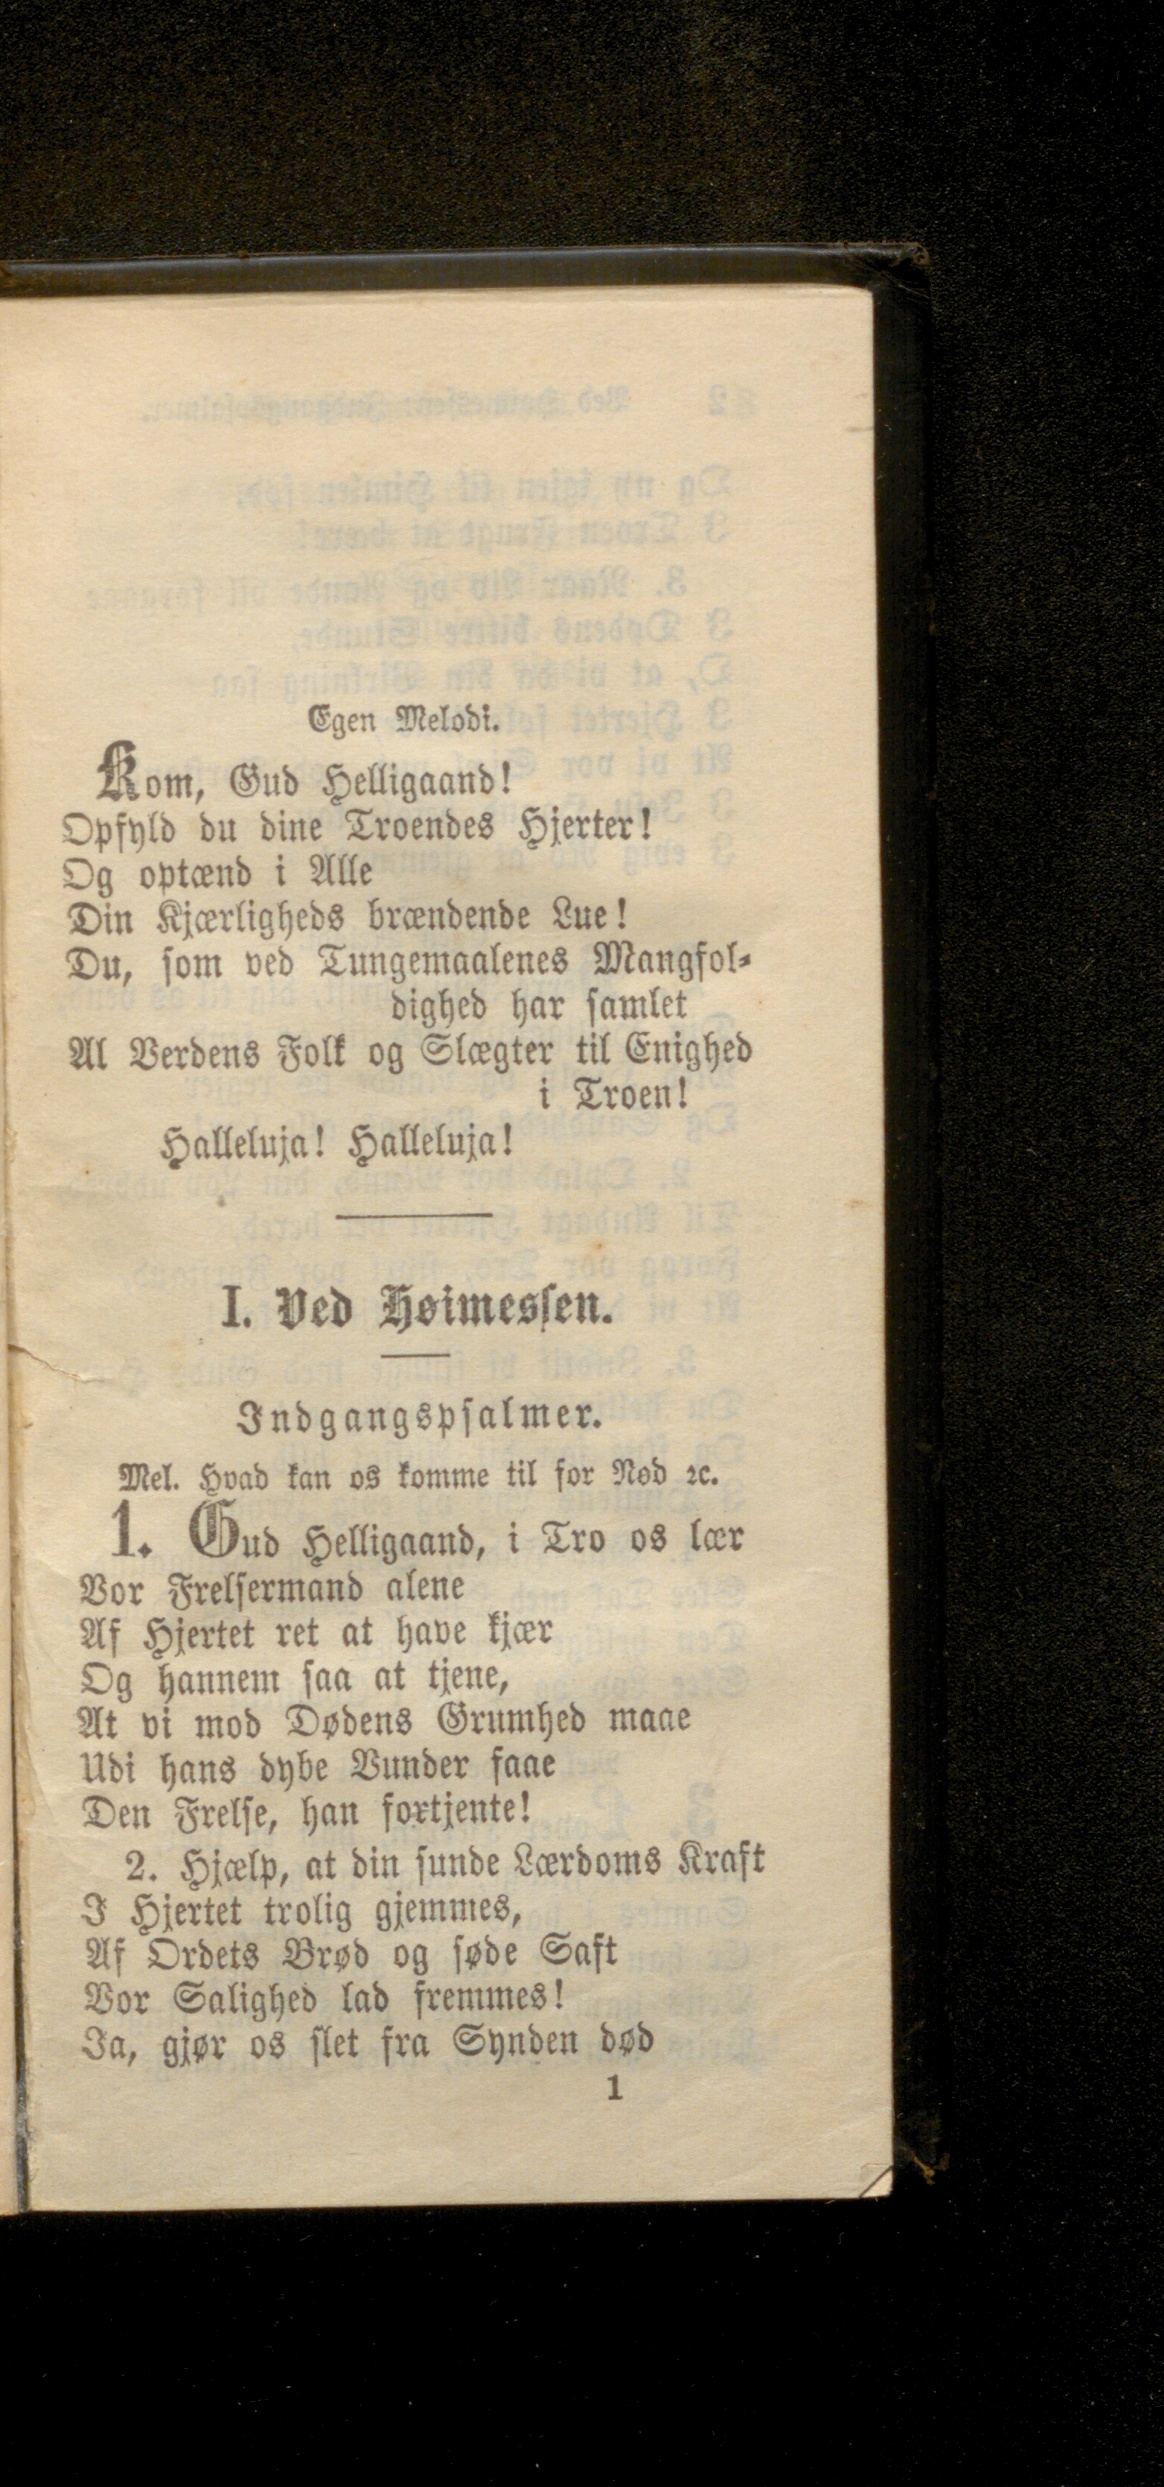 Egen Melodi.
Kom, Gud Helligaand!
Opfyld du dine Troendes Hjerter!
Og optænd i Alle
Din Kjærligheds brændende Lue!
Du, som ved Tungemaalenes Mangfol-
dighed har samlet
Al Verdens Folk og Slægter til Enighed
i Troen!
Halleluja! Halleluja!
I. Ved Høimessen.
Indgangspsalmer.
Mel. Hvad kan os komme til for Nød ꝛc.
1. Gud Helligaand, i Tro os lær
Vor Frelsermand alene
Af Hjertet ret at have kjær
Og hannem saa at tjene,
At vi mod Dødens Grumhed maae
Udi hans dybe Vunder faae
Den Frelse, han fortjente!
2. Hjælp, at din sunde Lærdoms Kraft
I Hjertet trolig gjemmes,
Af Ordets Brød og søde Saft
Vor Salighed lad fremmes!
Ja, gjør os slet fra Synden død
1